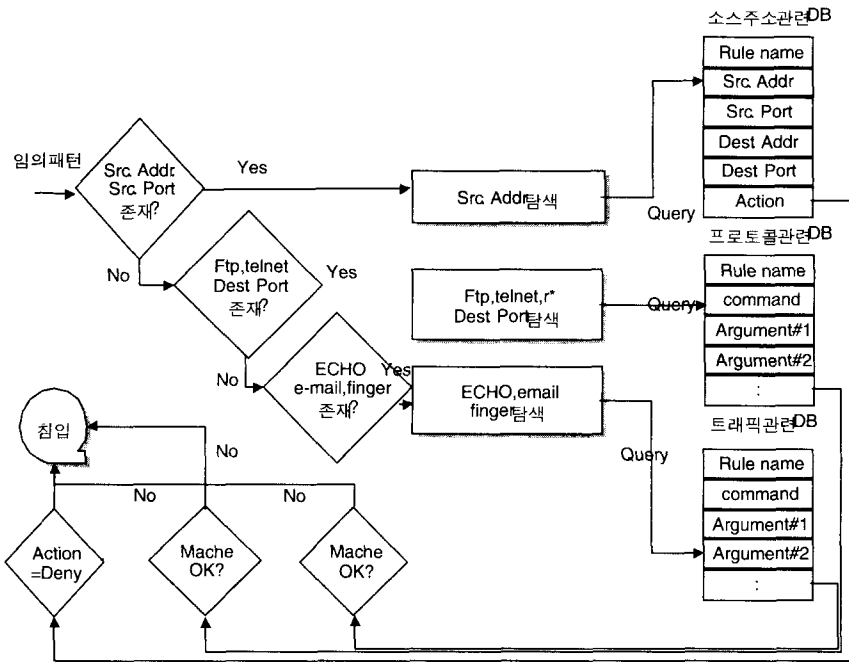 소스주소관련DB
Rule name
Src. Addr
Src. Port
Dest Addr
Dest Port
Action
임의패턴
Src. Addr.
Src. Port
존재?
Yes
Src. Addr탐색
Query
No
Ftp,telnet
Dest Port
존재?
Yes
Ftp,telnet,r*
Dest Port탐색
Query
프로토콜관련DB
Rule name
command
Argument#1
Argument#2
:
No
ECHO
e-mail,finger
존재?
Yes
ECHO,email
finger탐색
Query
트래픽관련DB
Rule name
command
Argument#1
Argument#2
:
침입
No
No
No
Action
=Deny
Mache
OK?
Mache
OK?